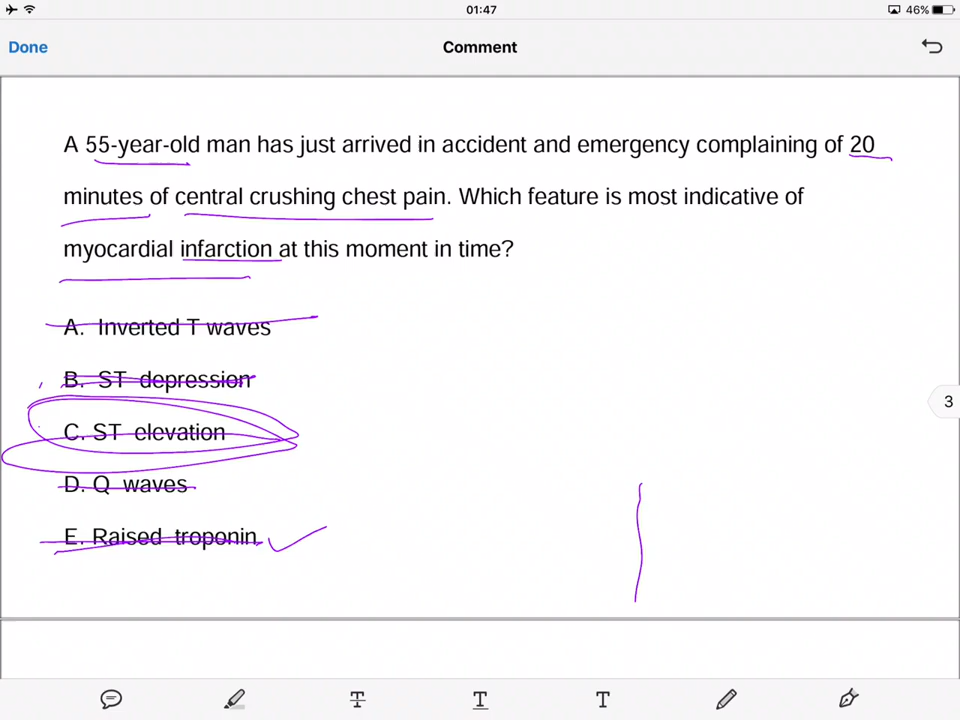 01:47
46%
Done
Comment
A 55-year-old man has just arrived in accident and emergency complaining of 20
minutes of central crushing chest pain. Which feature is most indicative of
myocardial infarction at this moment in time?
A. Inverted T waves
B. ST depression
C. ST elevation
3
D. Q waves
E. Raised troponin
T
T
T